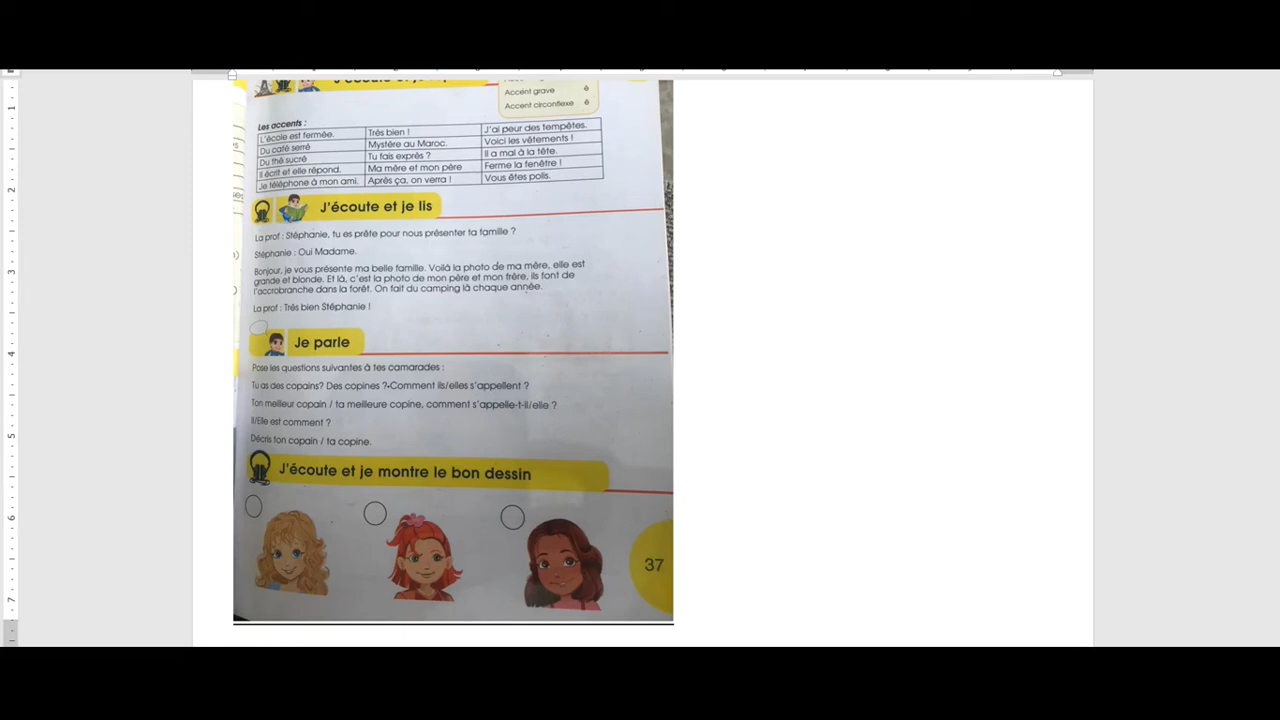 J'écoute et je
Accent grave è
Accent circonflexe ê
Les accents :
L'école est fermée. Très bien ! J'ai peur des tempêtes.
Du café serré Mystère au Maroc. Voici les vêtements !
Du thé sucré Tu fais exprès ? Il a mal à la tête.
Il écrit et elle répond. Ma mère et mon père Ferme la fenêtre !
Je téléphone à mon ami. Après ça, on verra ! Vous êtes polis.
J'écoute et je lis
La prof : Stéphanie, tu es prête pour nous présenter ta famille ?
Stéphanie : Oui Madame.
Bonjour, je vous présente ma belle famille. Voilà la photo de ma mère, elle est
grande et blonde. Et là, c'est la photo de mon père et mon frère, ils font de
l'accrobranche dans la forêt. On fait du camping là chaque année.
La prof : Très bien Stéphanie !
Je parle
Pose les questions suivantes à tes camarades :
Tu as des copains? Des copines ?•Comment ils/elles s'appellent ?
Ton meilleur copain / ta meilleure copine, comment s'appelle-t-il/elle ?
Il/Elle est comment ?
Décris ton copain / ta copine.
J'écoute et je montre le bon dessin
37